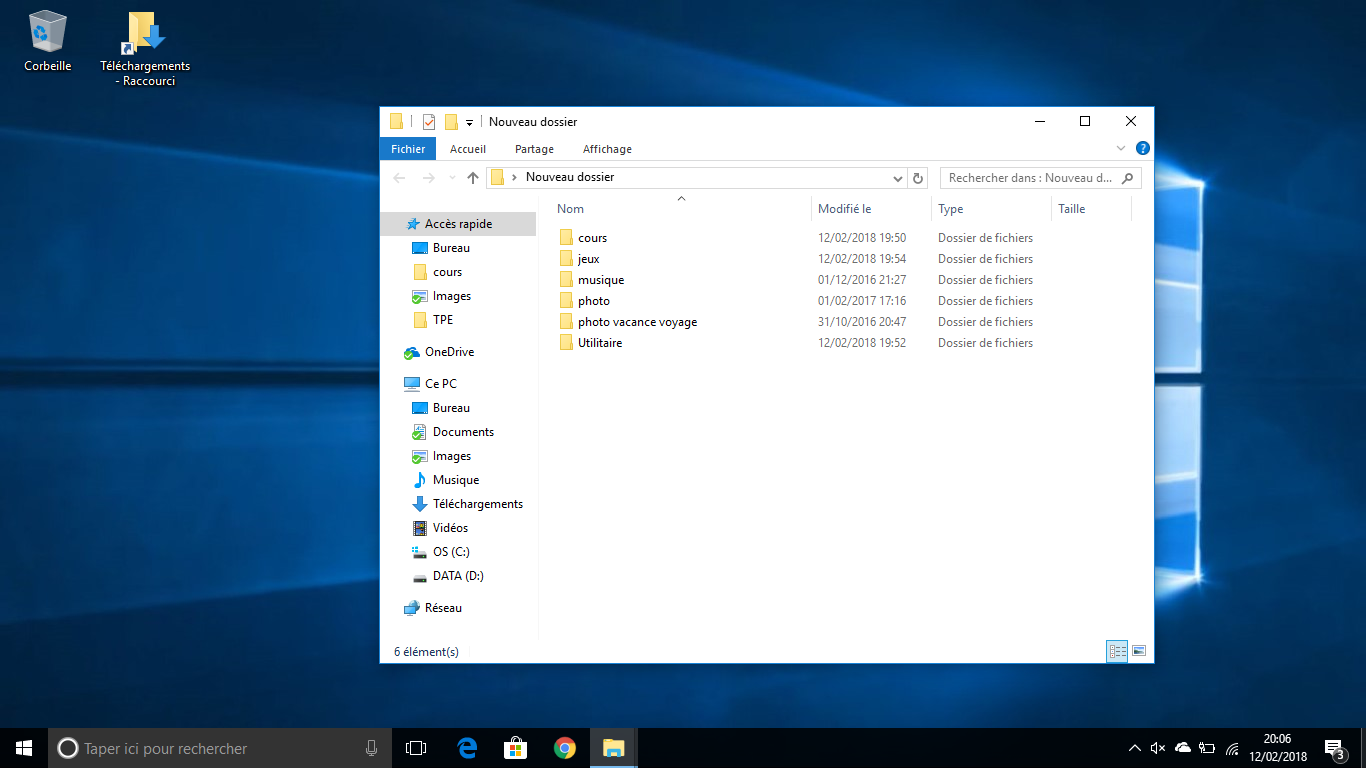 Corbeille
Téléchargements
- Raccourci
Nouveau dossier
Fichier Accueil Partage Affichage
Nouveau dossier
Rechercher dans : Nouveau d...
Nom Modifié le Type Taille
cours 12/02/2018 19:50 Dossier de fichiers
jeux 12/02/2018 19:54 Dossier de fichiers
musique 01/12/2016 21:27 Dossier de fichiers
photo 01/02/2017 17:16 Dossier de fichiers
photo vacance voyage 31/10/2016 20:47 Dossier de fichiers
Utilitaire 12/02/2018 19:52 Dossier de fichiers
Accès rapide
Bureau
cours
Images
TPE
OneDrive
Ce PC
Bureau
Documents
Images
Musique
Téléchargements
Vidéos
OS (C:)
DATA (D:)
Réseau
6 élément(s)
Taper ici pour rechercher
20:06
12/02/2018
3